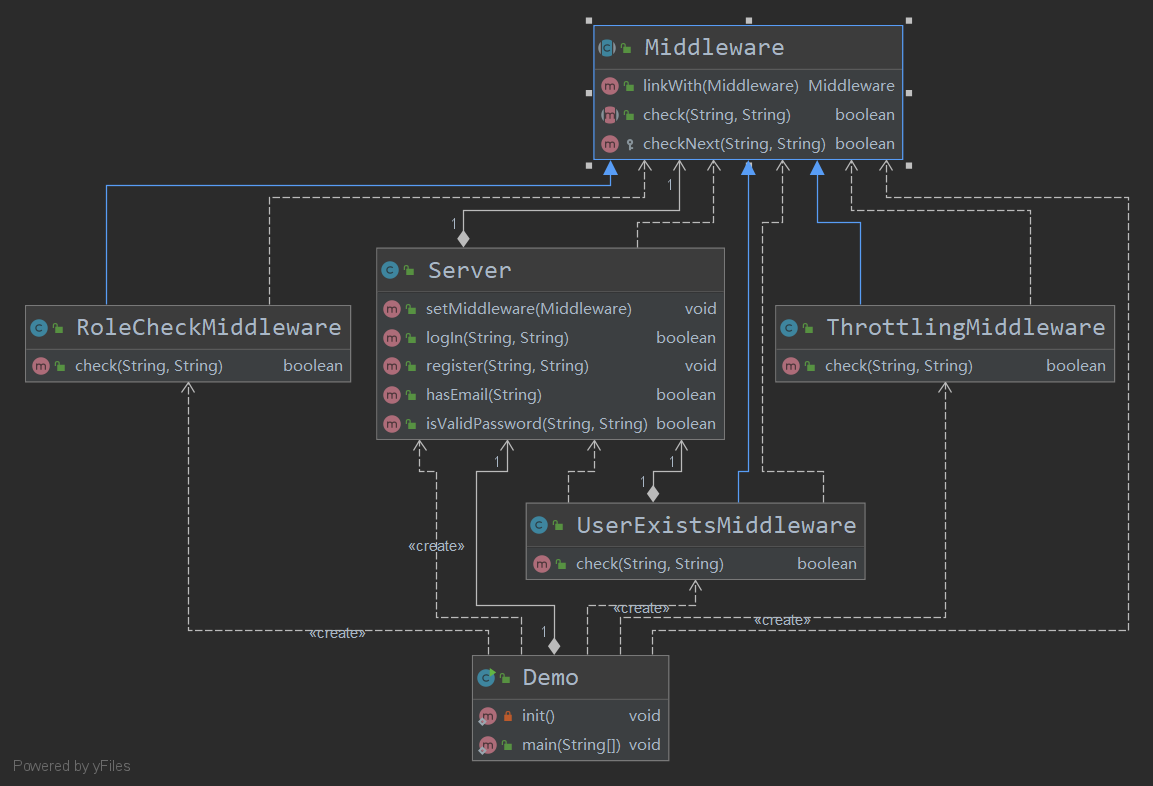 Middleware
linkWith(Middleware) Middleware
check(String, String) boolean
checkNext(String, String) boolean
1
1
Server
setMiddleware(Middleware) void
logIn(String, String) boolean
register(String, String) void
hasEmail(String) boolean
isValidPassword(String, String) boolean
RoleCheckMiddleware
check(String, String) boolean
ThrottlingMiddleware
check(String, String) boolean
1
1
1
UserExistsMiddleware
check(String, String) boolean
«create»
«create»
«create»
«create»
1
Demo
init() void
main(String[]) void
Powered by yFiles